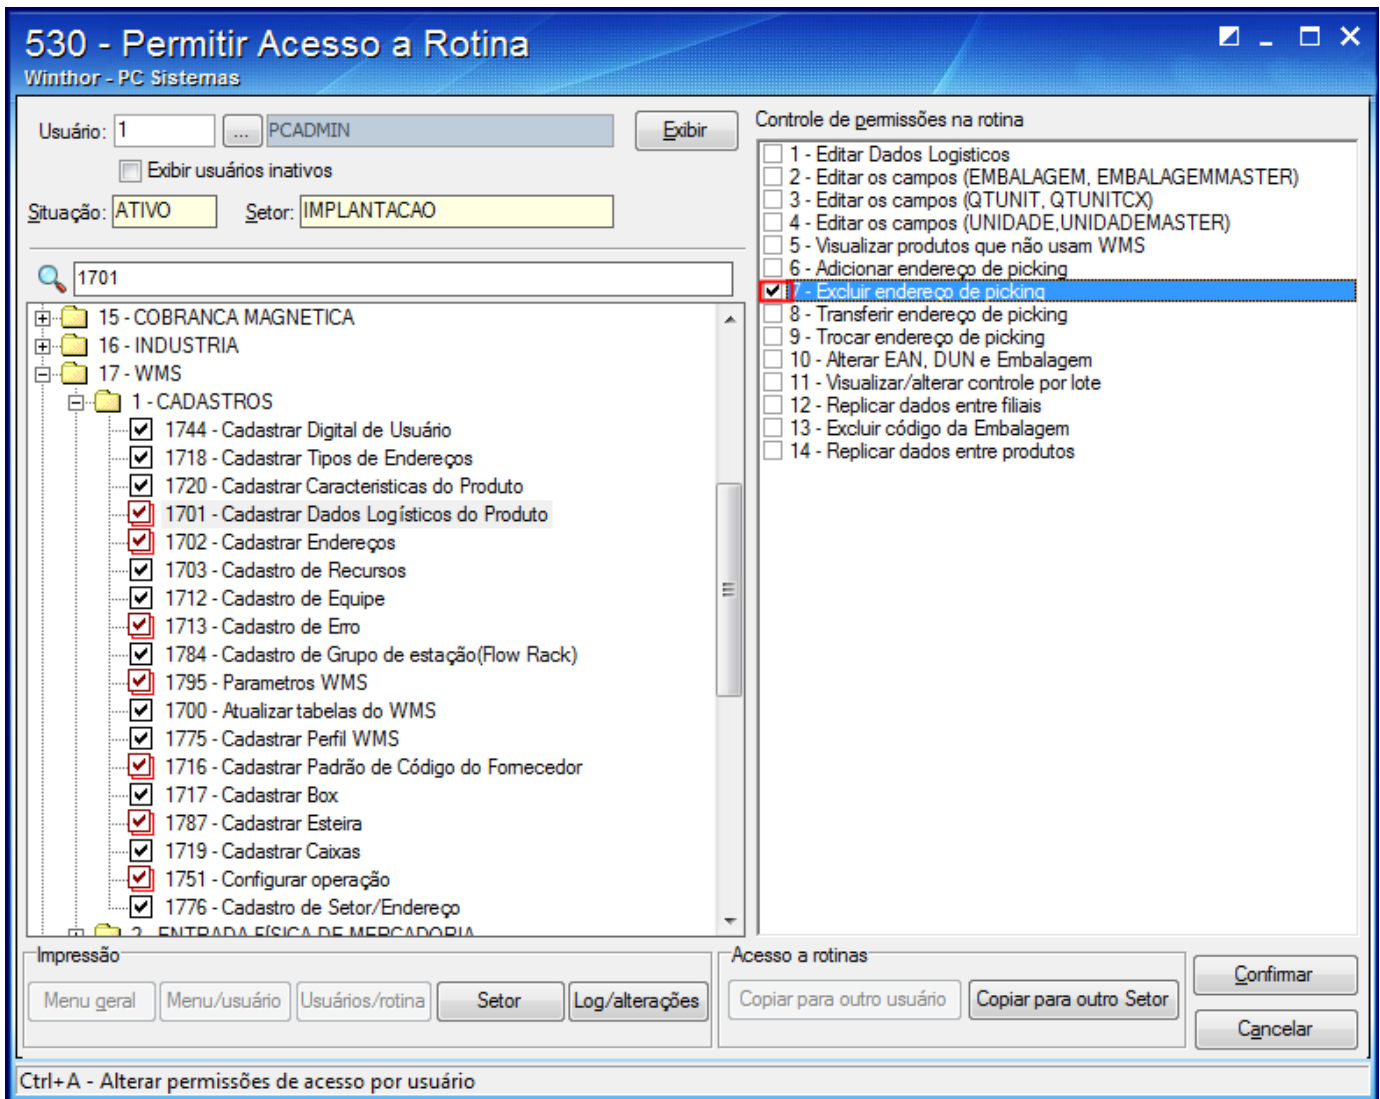 530 - Permitir Acesso a Rotina
Winthor - PC Sistemas
Usuário: 1 ... PCADMIN Exibir
Exibir usuários inativos
Situação: ATIVO Setor: IMPLANTACAO
1701
15 - COBRANCA MAGNETICA
16 - INDUSTRIA
17 - WMS
1 - CADASTROS
1744 - Cadastrar Digital de Usuário
1718 - Cadastrar Tipos de Endereços
1720 - Cadastrar Caracteristicas do Produto
1701 - Cadastrar Dados Logísticos do Produto
1702 - Cadastrar Endereços
1703 - Cadastro de Recursos
1712 - Cadastro de Equipe
1713 - Cadastro de Erro
1784 - Cadastro de Grupo de estação(Flow Rack)
1795 - Parametros WMS
1700 - Atualizar tabelas do WMS
1775 - Cadastrar Perfil WMS
1716 - Cadastrar Padrão de Código do Fornecedor
1717 - Cadastrar Box
1787 - Cadastrar Esteira
1719 - Cadastrar Caixas
1751 - Configurar operação
1776 - Cadastro de Setor/Endereço
2 - ENTRADA FÍSICA DE MERCADORIA
Controle de permissões na rotina
1 - Editar Dados Logisticos
2 - Editar os campos (EMBALAGEM, EMBALAGEMMASTER)
3 - Editar os campos (QTUNIT, QTUNITCX)
4 - Editar os campos (UNIDADE,UNIDADEMASTER)
5 - Visualizar produtos que não usam WMS
6 - Adicionar endereço de picking
7 - Excluir endereço de picking
8 - Transferir endereço de picking
9 - Trocar endereço de picking
10 - Alterar EAN, DUN e Embalagem
11 - Visualizar/alterar controle por lote
12 - Replicar dados entre filiais
13 - Excluir código da Embalagem
14 - Replicar dados entre produtos
Impressão
Menu geral Menu/usuário Usuários/rotina Setor Log/alterações
Acesso a rotinas
Copiar para outro usuário Copiar para outro Setor
Confirmar
Cancelar
Ctrl+A - Alterar permissões de acesso por usuário